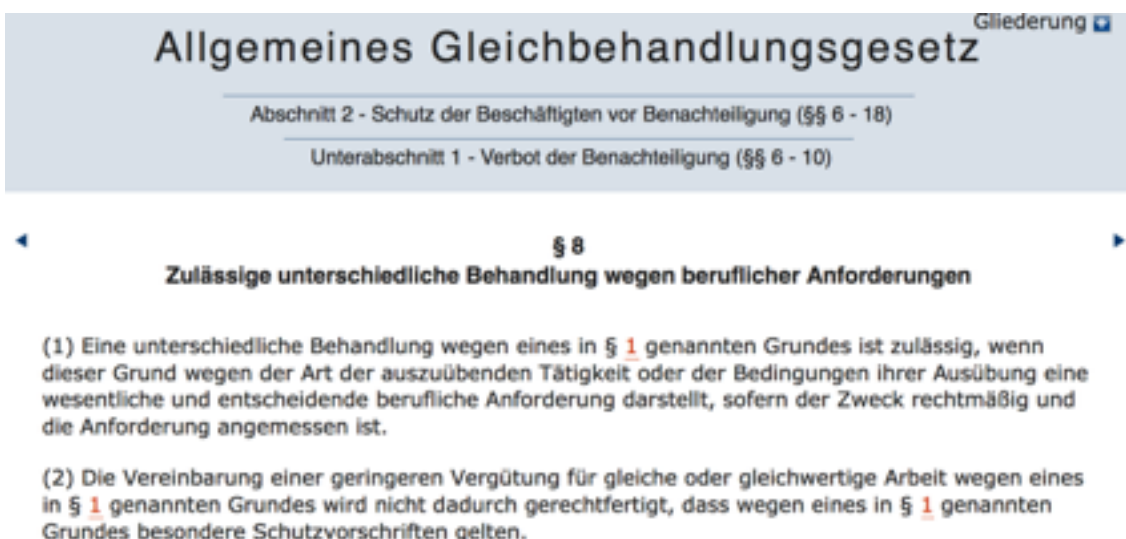 Gliederung
Allgemeines Gleichbehandlungsgesetz
Abschnitt 2 - Schutz der Beschäftigten vor Benachteiligung (§§ 6 - 18)
Unterabschnitt 1 - Verbot der Benachteiligung (§§ 6 - 10)
§ 8
Zulässige unterschiedliche Behandlung wegen beruflicher Anforderungen
(1) Eine unterschiedliche Behandlung wegen eines in § 1 genannten Grundes ist zulässig, wenn
dieser Grund wegen der Art der auszuübenden Tätigkeit oder der Bedingungen ihrer Ausübung eine
wesentliche und entscheidende berufliche Anforderung darstellt, sofern der Zweck rechtmäßig und
die Anforderung angemessen ist.
(2) Die Vereinbarung einer geringeren Vergütung für gleiche oder gleichwertige Arbeit wegen eines
in § 1 genannten Grundes wird nicht dadurch gerechtfertigt, dass wegen eines in § 1 genannten
Grundes besondere Schutzvorschriften gelten.